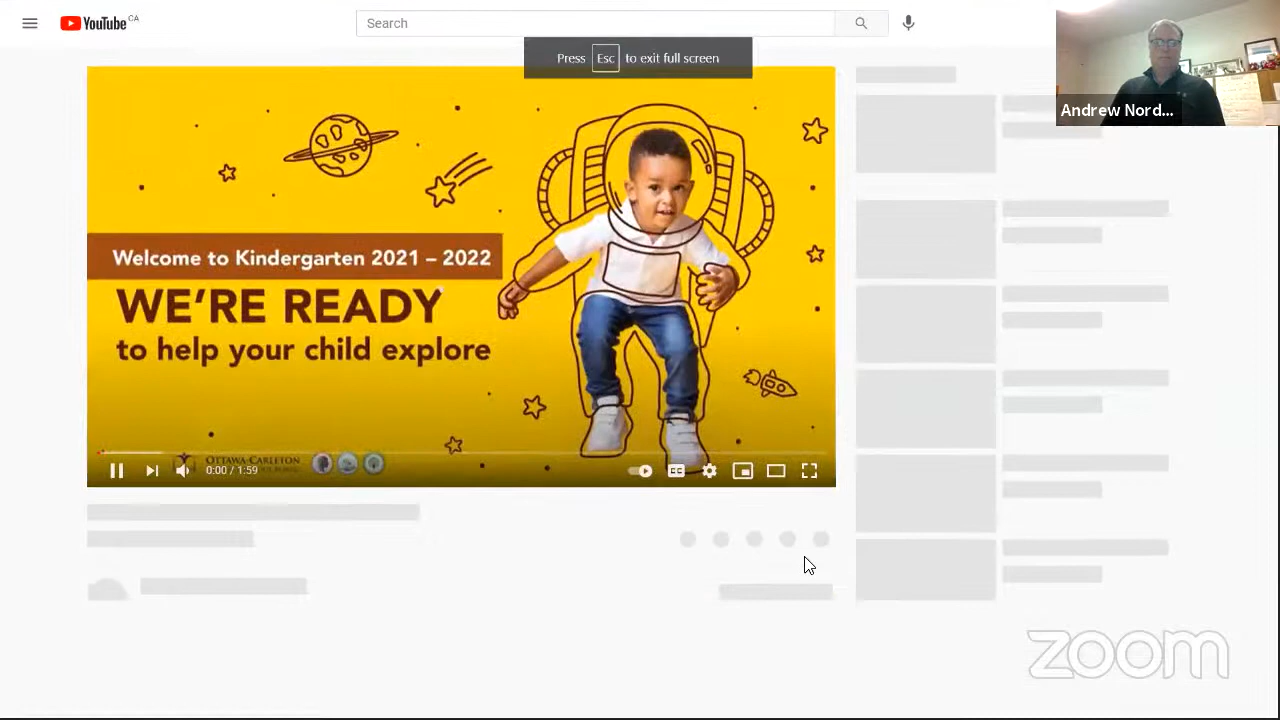 YouTube CA
Search
Press Esc to exit full screen
Andrew Nord...
Welcome to Kindergarten 2021 – 2022
WE'RE READY
to help your child explore
OTTAWA-CARLETON
0:00 / 1:59
CC
zoom